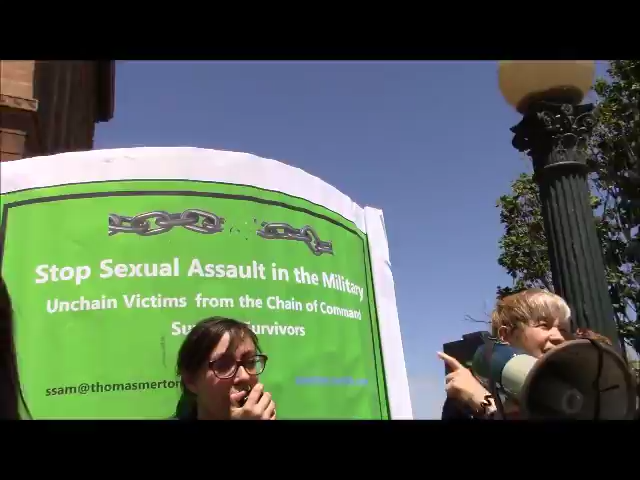 Stop Sexual Assault in the Military
Unchain Victims from the Chain of Command
Survivors
ssam@thomasmerton